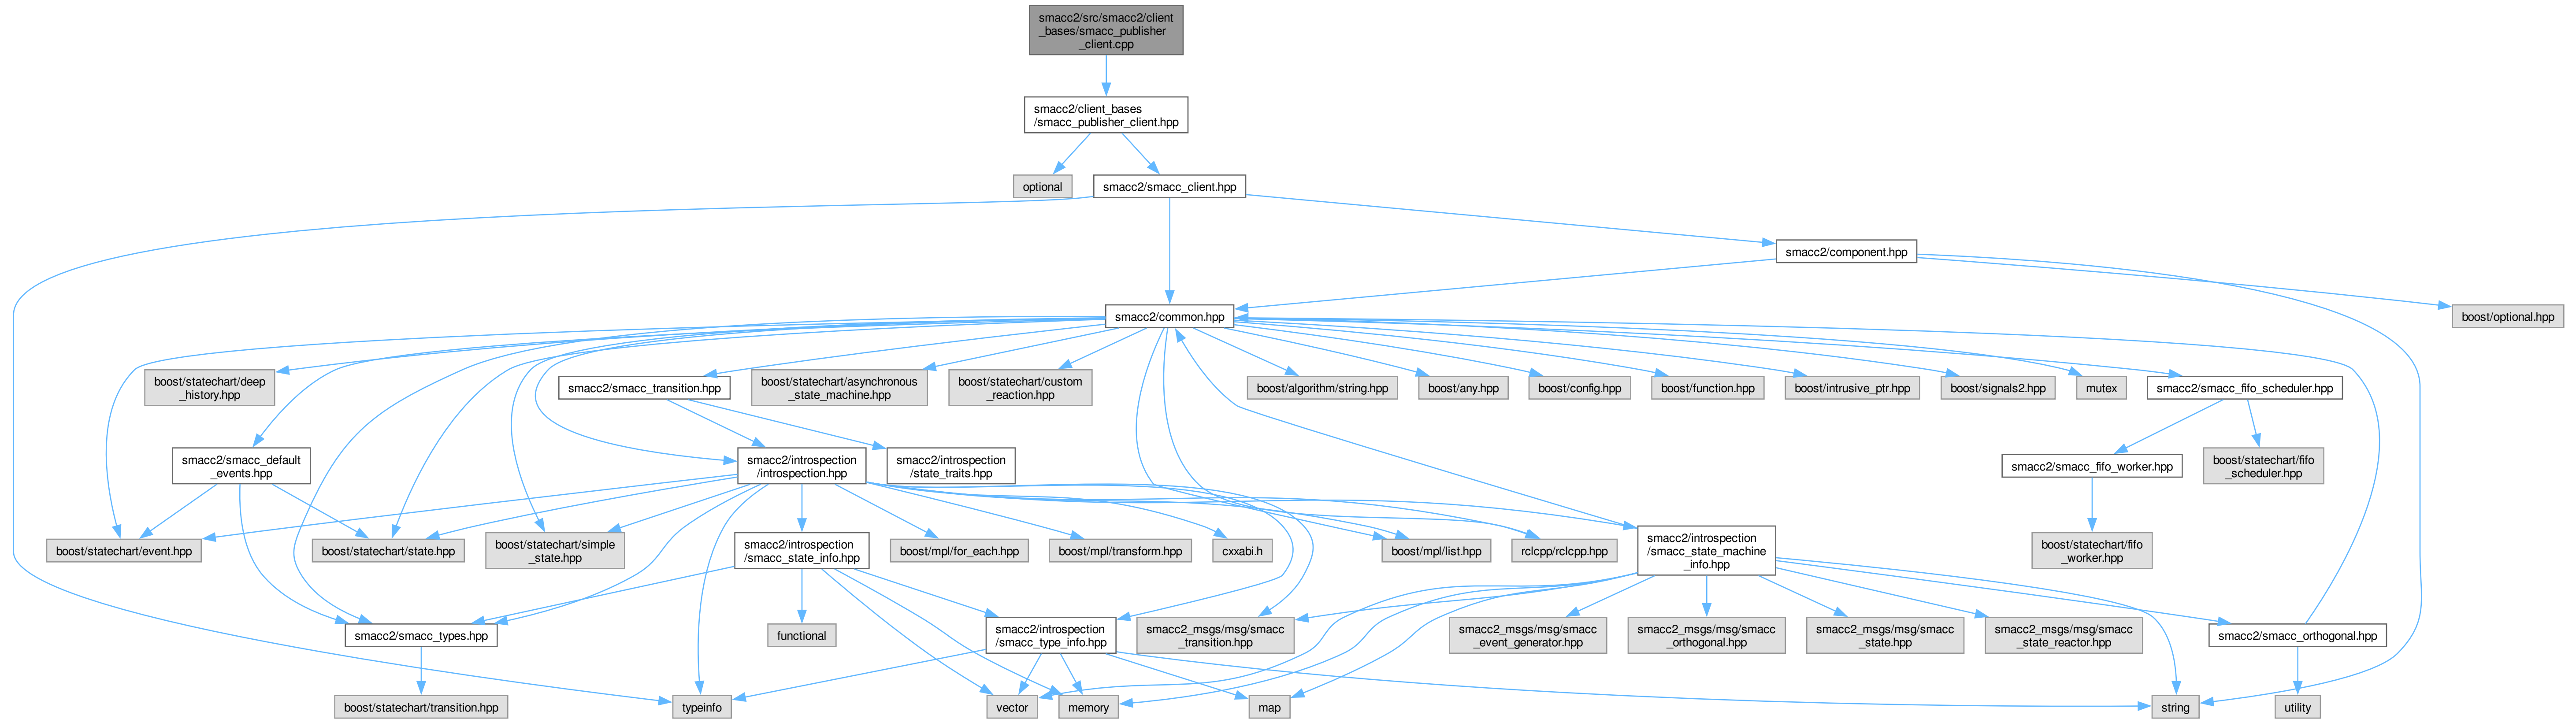 smacc2/src/smacc2/client
_bases/smacc_publisher
_client.cpp
smacc2/client_bases
/smacc_publisher_client.hpp
optional
smacc2/smacc_client.hpp
smacc2/component.hpp
smacc2/common.hpp
boost/optional.hpp
boost/statechart/deep
_history.hpp
smacc2/smacc_transition.hpp
boost/statechart/asynchronous
_state_machine.hpp
boost/statechart/custom
_reaction.hpp
boost/algorithm/string.hpp
boost/any.hpp
boost/config.hpp
boost/function.hpp
boost/intrusive_ptr.hpp
boost/signals2.hpp
mutex
smacc2/smacc_fifo_scheduler.hpp
smacc2/smacc_default
_events.hpp
smacc2/introspection
/introspection.hpp
smacc2/introspection
/state_traits.hpp
smacc2/smacc_fifo_worker.hpp
boost/statechart/fifo
_scheduler.hpp
boost/statechart/event.hpp
boost/statechart/state.hpp
boost/statechart/simple
_state.hpp
smacc2/introspection
/smacc_state_info.hpp
boost/mpl/for_each.hpp
boost/mpl/transform.hpp
cxxabi.h
boost/mpl/list.hpp
rclcpp/rclcpp.hpp
smacc2/introspection
/smacc_state_machine
_info.hpp
boost/statechart/fifo
_worker.hpp
smacc2/smacc_types.hpp
functional
smacc2/introspection
/smacc_type_info.hpp
smacc2_msgs/msg/smacc
_transition.hpp
smacc2_msgs/msg/smacc
_event_generator.hpp
smacc2_msgs/msg/smacc
_orthogonal.hpp
smacc2_msgs/msg/smacc
_state.hpp
smacc2_msgs/msg/smacc
_state_reactor.hpp
smacc2/smacc_orthogonal.hpp
boost/statechart/transition.hpp
typeinfo
vector
memory
map
string
utility